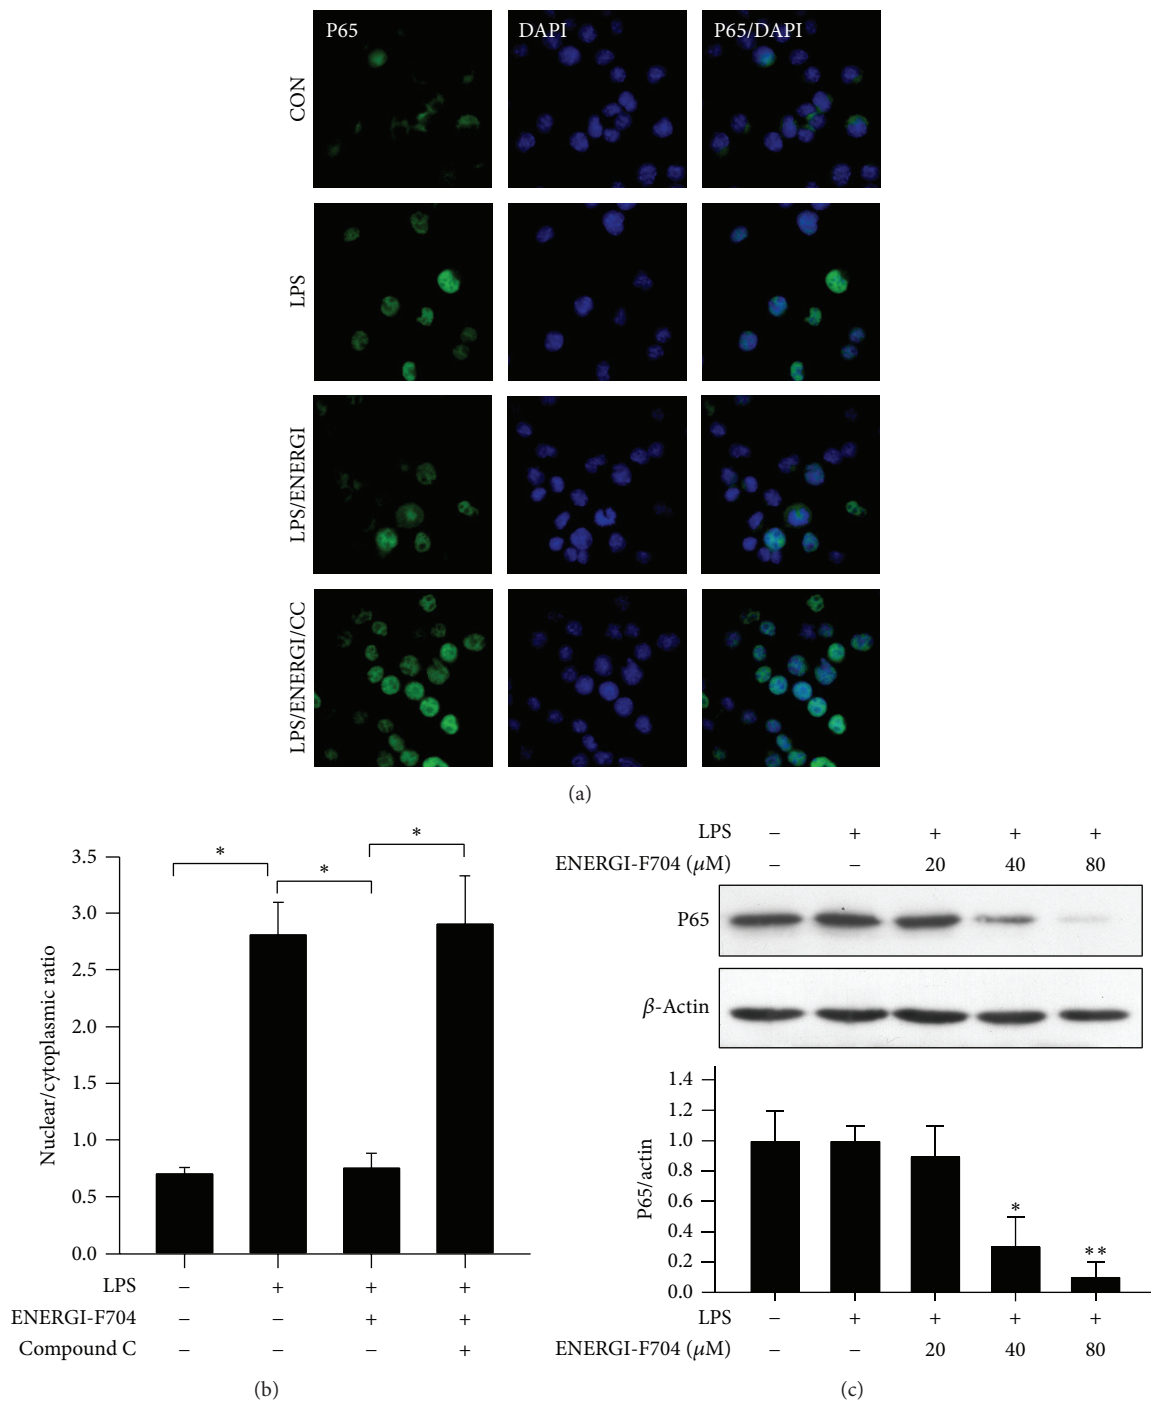 P65 DAPI P65/DAPI
CON
LPS
LPS/ENERGI
LPS/ENERGI/CC
(a)
* * *
3.5
3.0
2.5
2.0
1.5
1.0
0.5
0.0
Nuclear/cytoplasmic ratio
LPS − + + +
ENERGI-F704 − − + +
Compound C − − − +
(b)
LPS − + + + +
ENERGI-F704 (μM) − − 20 40 80
P65
β-Actin
1.4
1.2
1.0
0.8
0.6
0.4
0.2
0.0
P65/actin
* **
LPS − + + + +
ENERGI-F704 (μM) − − 20 40 80
(c)